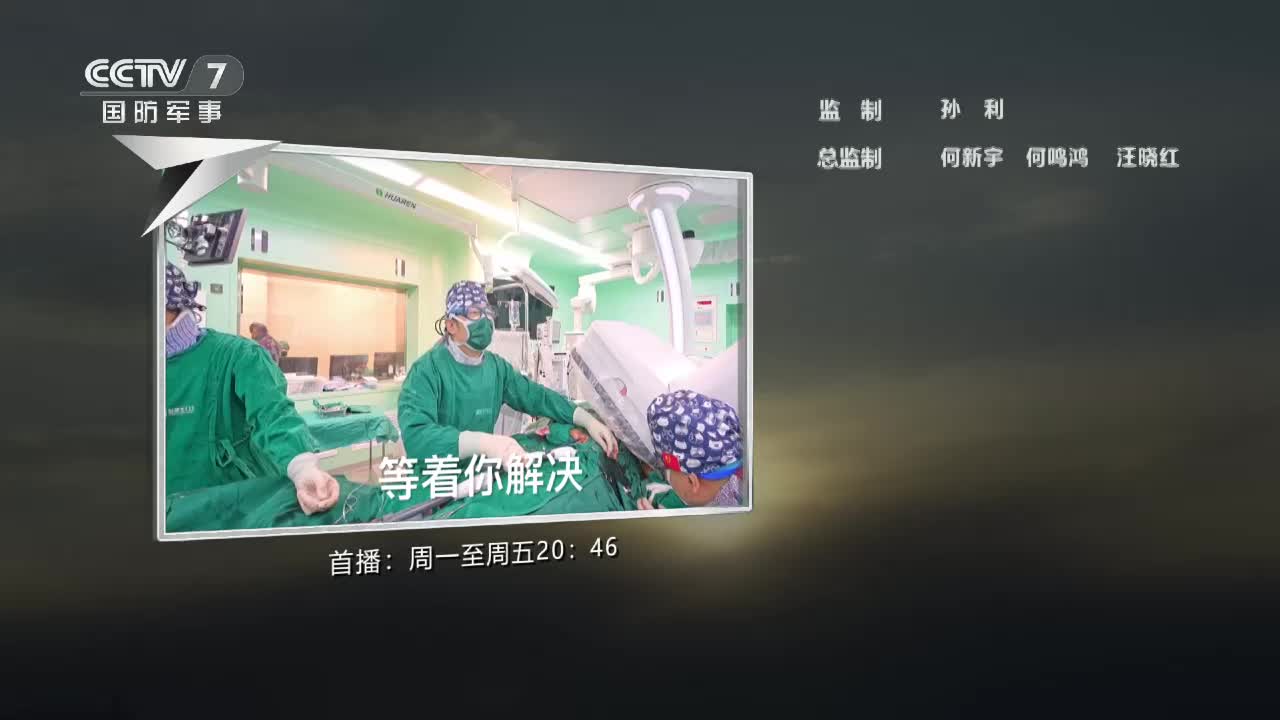 CCTV 7
国防军事
监 制 孙 利
总监制 何新宇 何鸣鸿 汪晓红
HUAREN
等着你解决
首播：周一至周五20：46